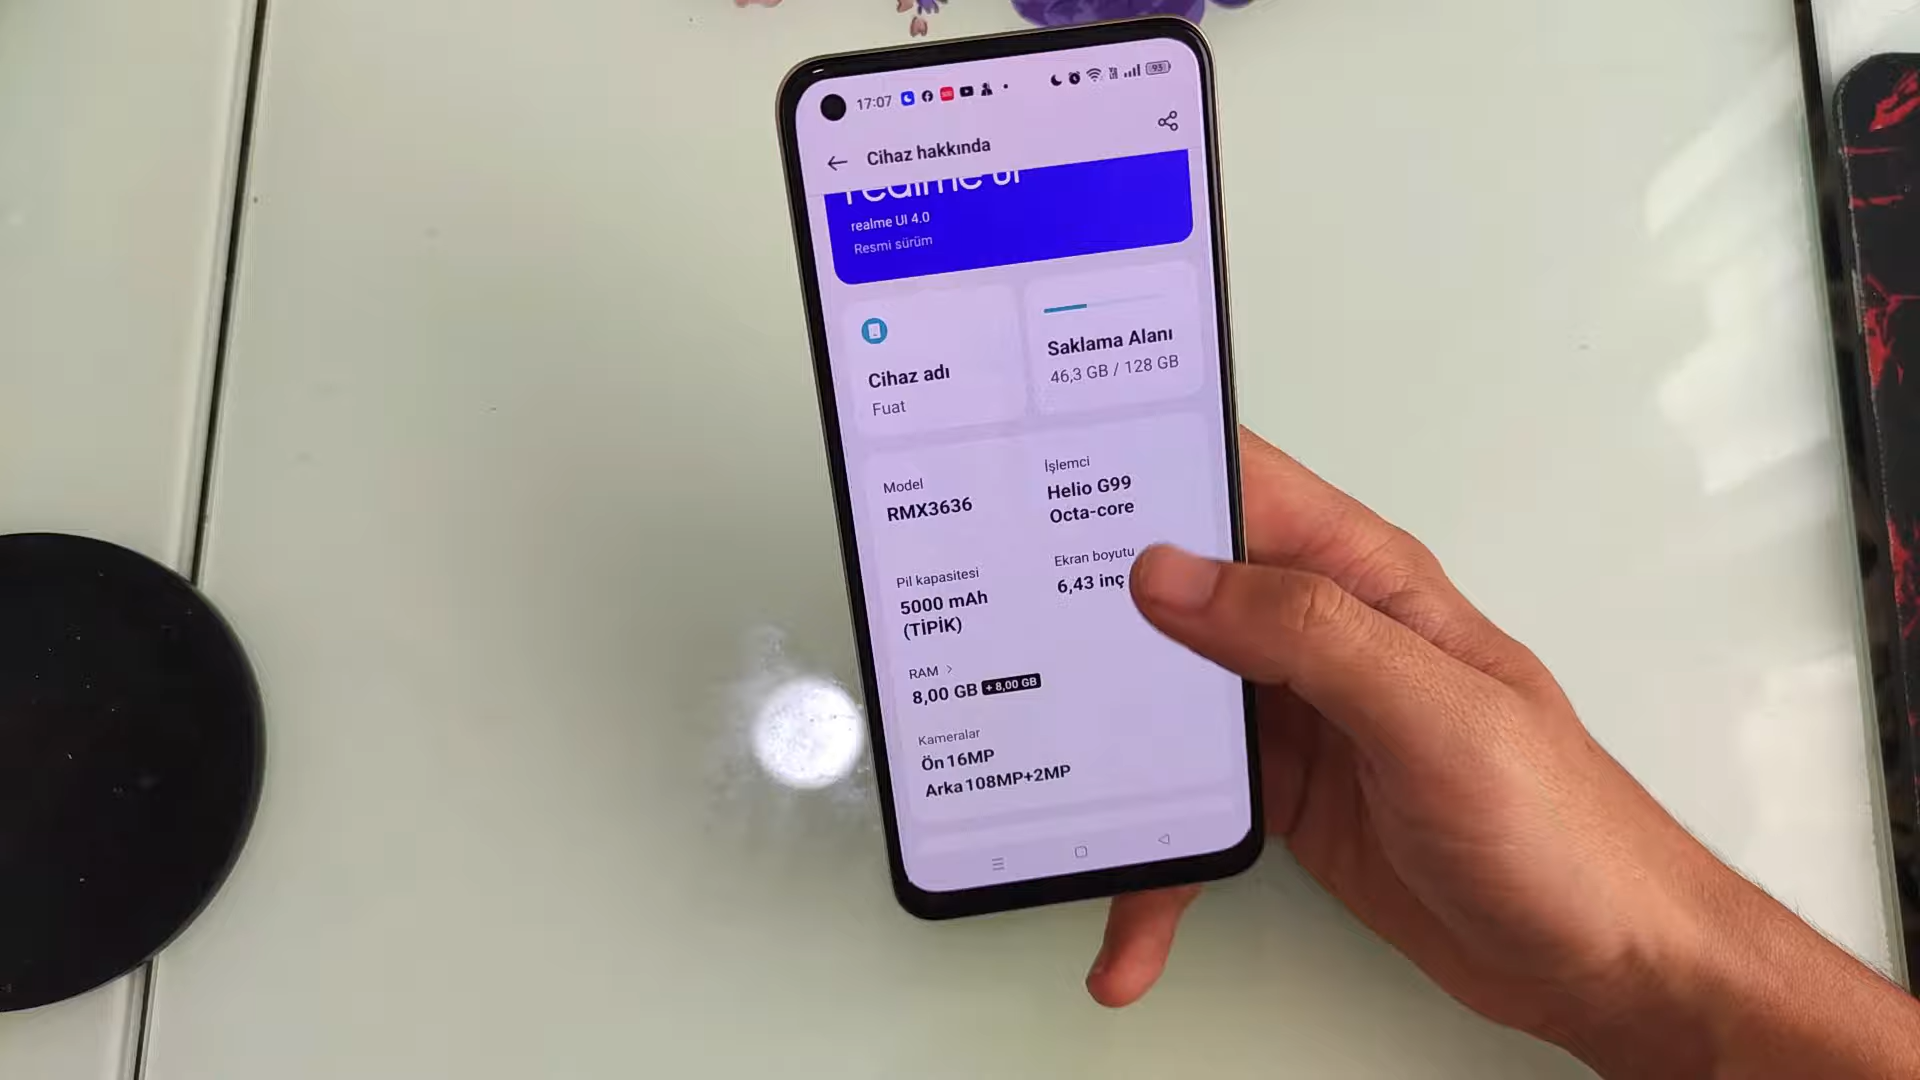 17:07
93
Cihaz hakkında
realme UI
realme UI 4.0
Resmi sürüm
Cihaz adı
Fuat
Saklama Alanı
46,3 GB / 128 GB
Model
RMX3636
İşlemci
Helio G99
Octa-core
Pil kapasitesi
5000 mAh
(TİPİK)
Ekran boyutu
6,43 inç
RAM >
8,00 GB +8,00 GB
Kameralar
Ön 16MP
Arka 108MP+2MP